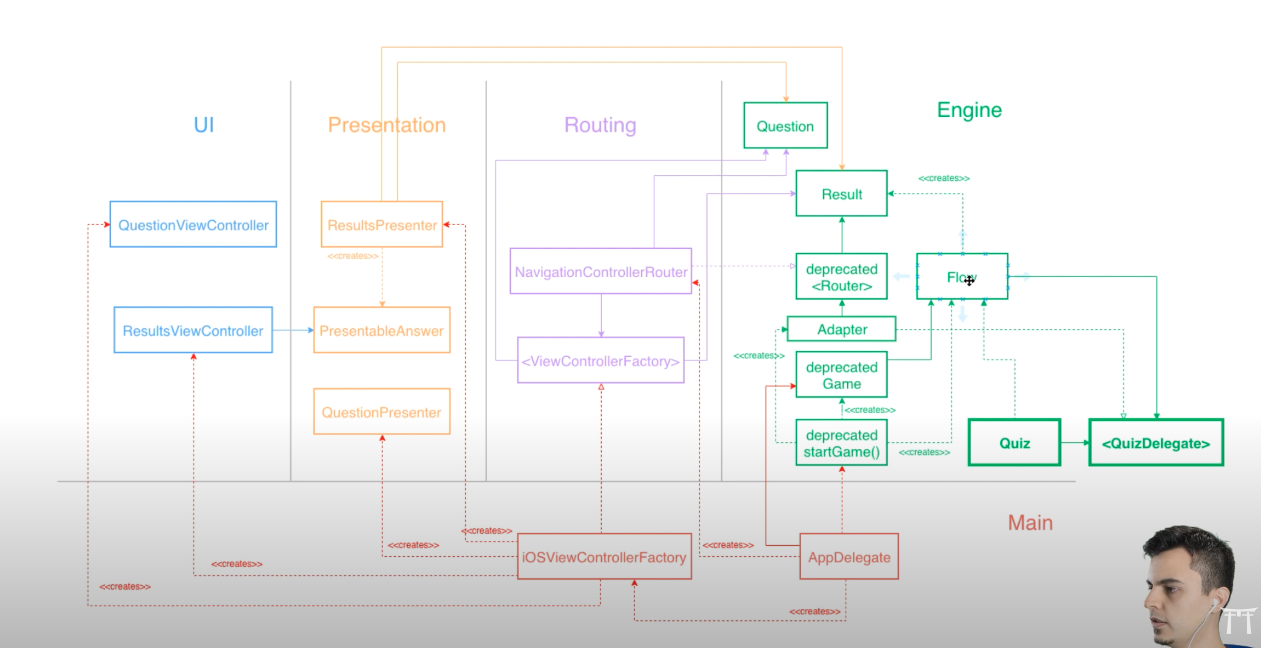 UI
Presentation
Routing
Engine
Question
<<creates>>
Result
QuestionViewController
ResultsPresenter
<<creates>>
NavigationControllerRouter
deprecated
<Router>
Flow
ResultsViewController
PresentableAnswer
Adapter
<<creates>>
<ViewControllerFactory>
deprecated
Game
<<creates>>
QuestionPresenter
deprecated
startGame()
<<creates>>
Quiz
<QuizDelegate>
Main
<<creates>>
<<creates>>
<<creates>>
iOSViewControllerFactory
AppDelegate
<<creates>>
<<creates>>
<<creates>>